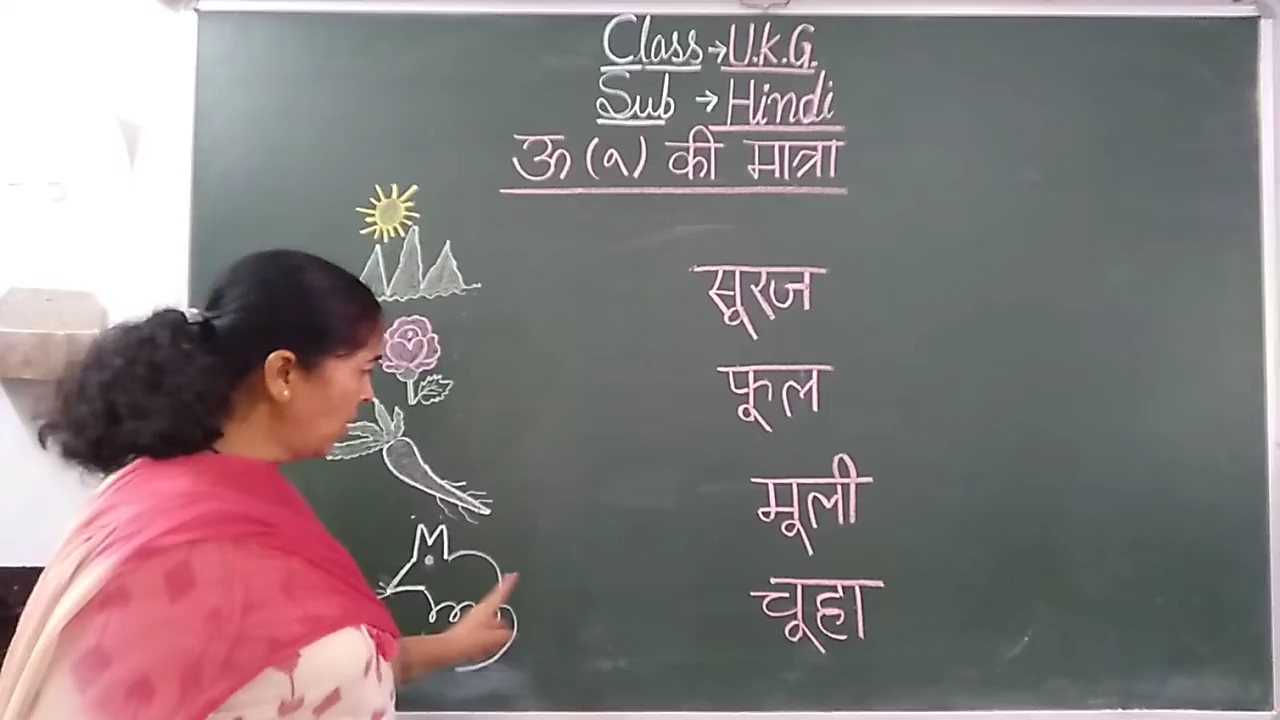 Class → U.K.G.
Sub → Hindi
ऊ (ू) की मात्रा
सूरज
फूल
मूली
चूहा